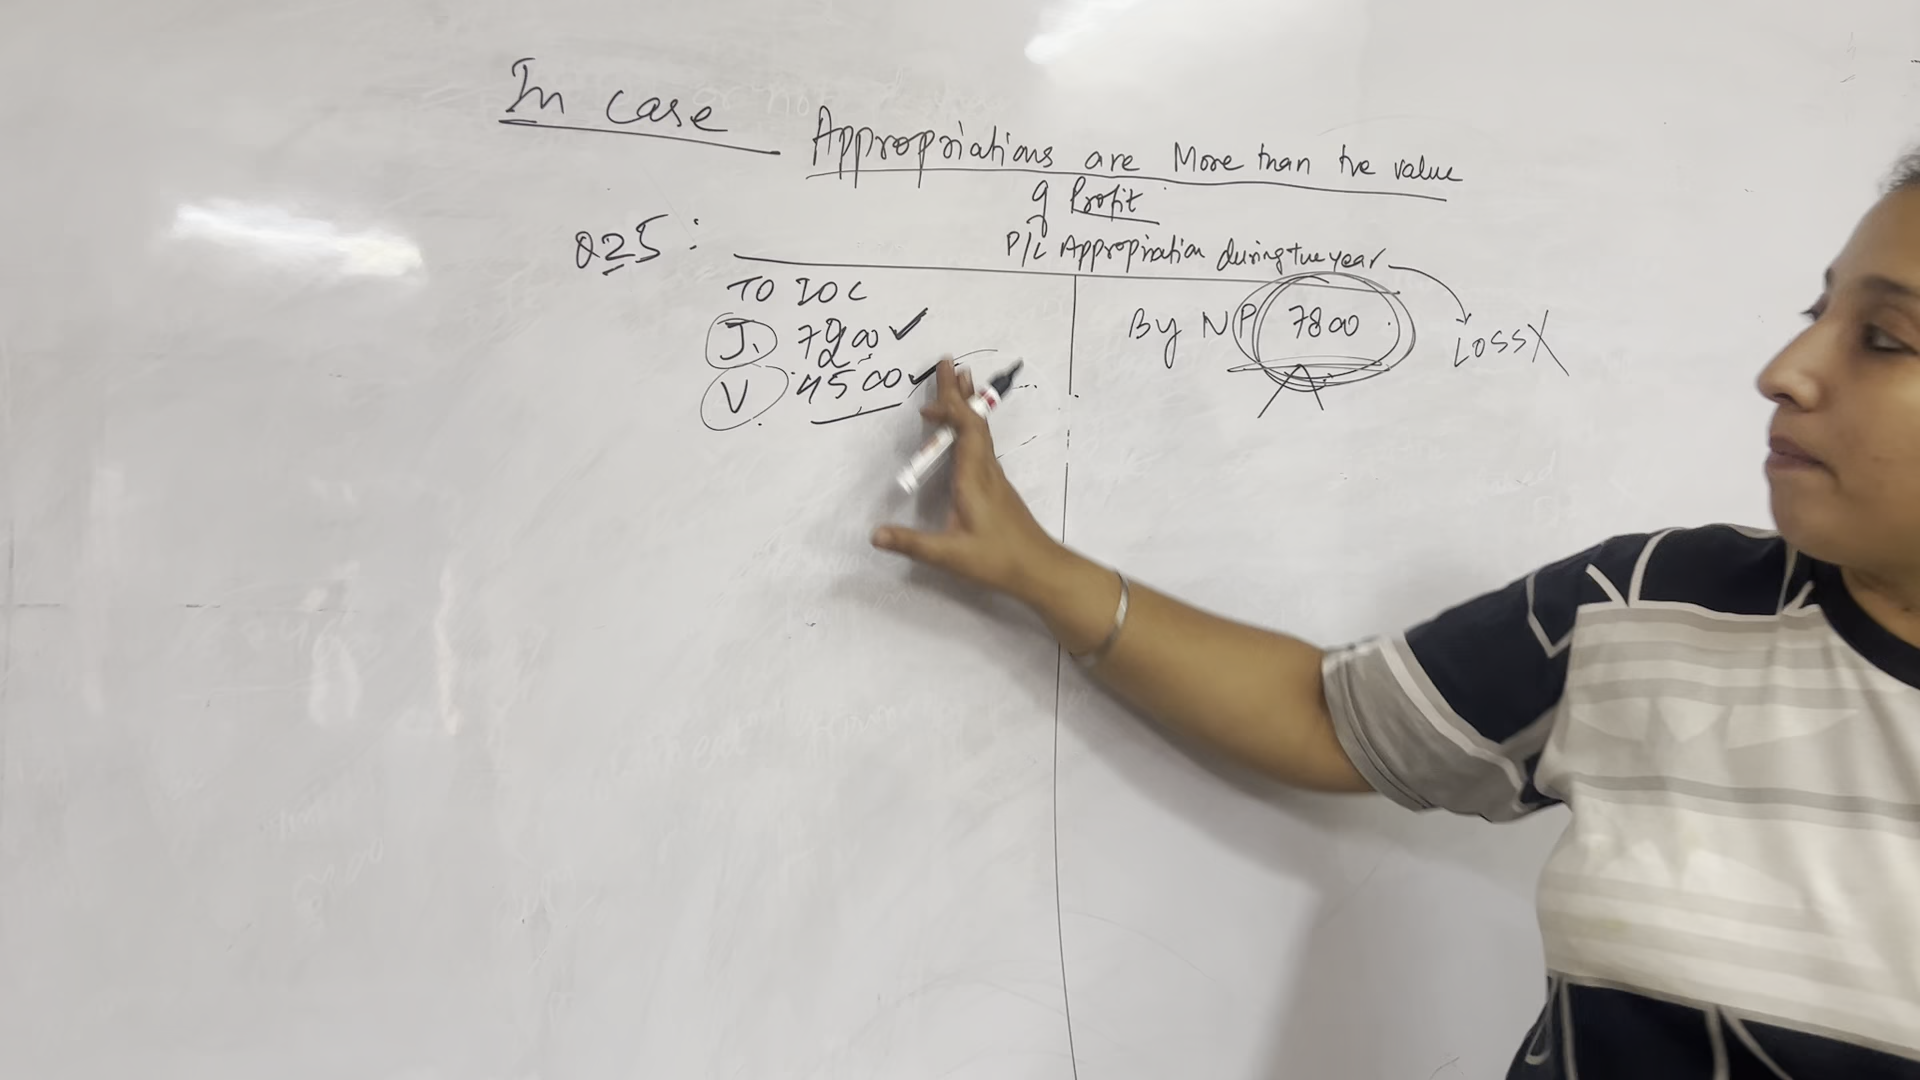 In case Appropriations are More than the value
of Profit
Q25:
P/L Appropriation during the year
TO IOC
J. 7200 ✓
V 4500 ✓
By NP 7800
Loss X